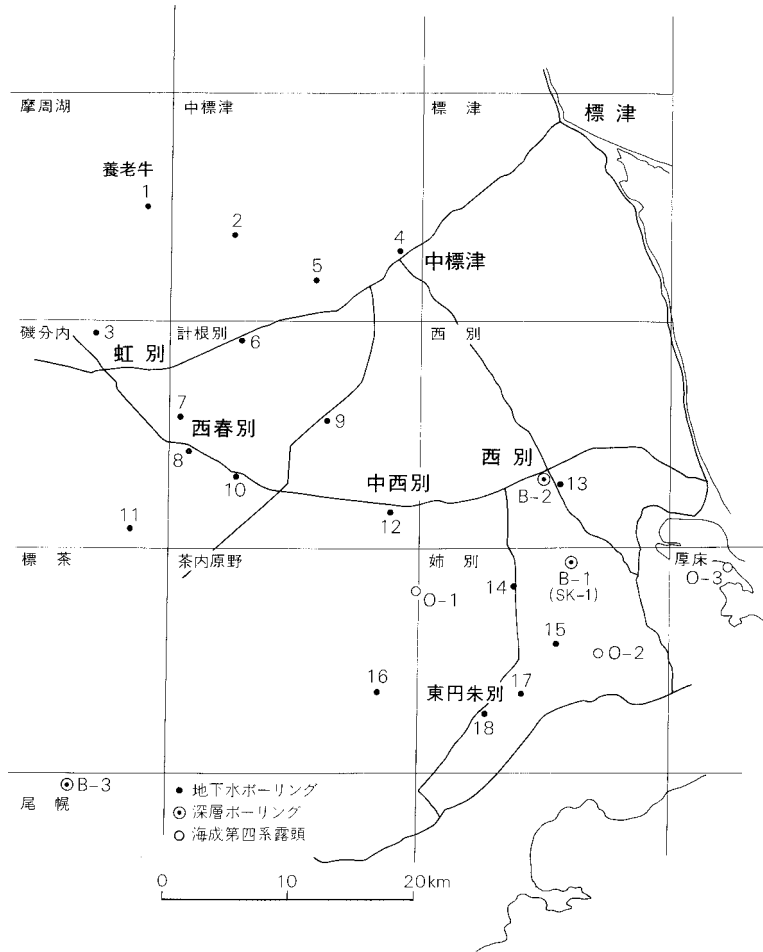 摩周湖
中標津
標津
標津
養老牛
1
2
4
5
中標津
磯分内
3
計根別
西別
虹別
6
7
西春別
8
9
西別
10
中西別
B-2
13
11
12
標茶
茶内原野
姉別
厚床
O-3
O-1
14
B-1
(SK-1)
15
O-2
16
東円朱別
17
18
B-3
尾幌
地下水ボーリング
深層ボーリング
海成第四系露頭
0 10 20km